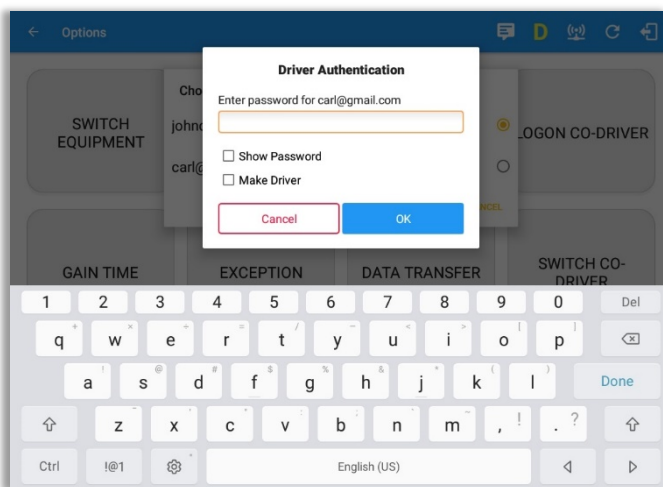 Options
D
Driver Authentication
Enter password for carl@gmail.com
Show Password
Make Driver
Cancel
OK
SWITCH
EQUIPMENT
LOGON CO-DRIVER
GAIN TIME
EXCEPTION
DATA TRANSFER
SWITCH CO-
DRIVER
1 2 3 4 5 6 7 8 9 0 Del
q w e r t y u i o p
a s d f g h j k l Done
z x c v b n m , ! . ?
Ctrl !@1 English (US)